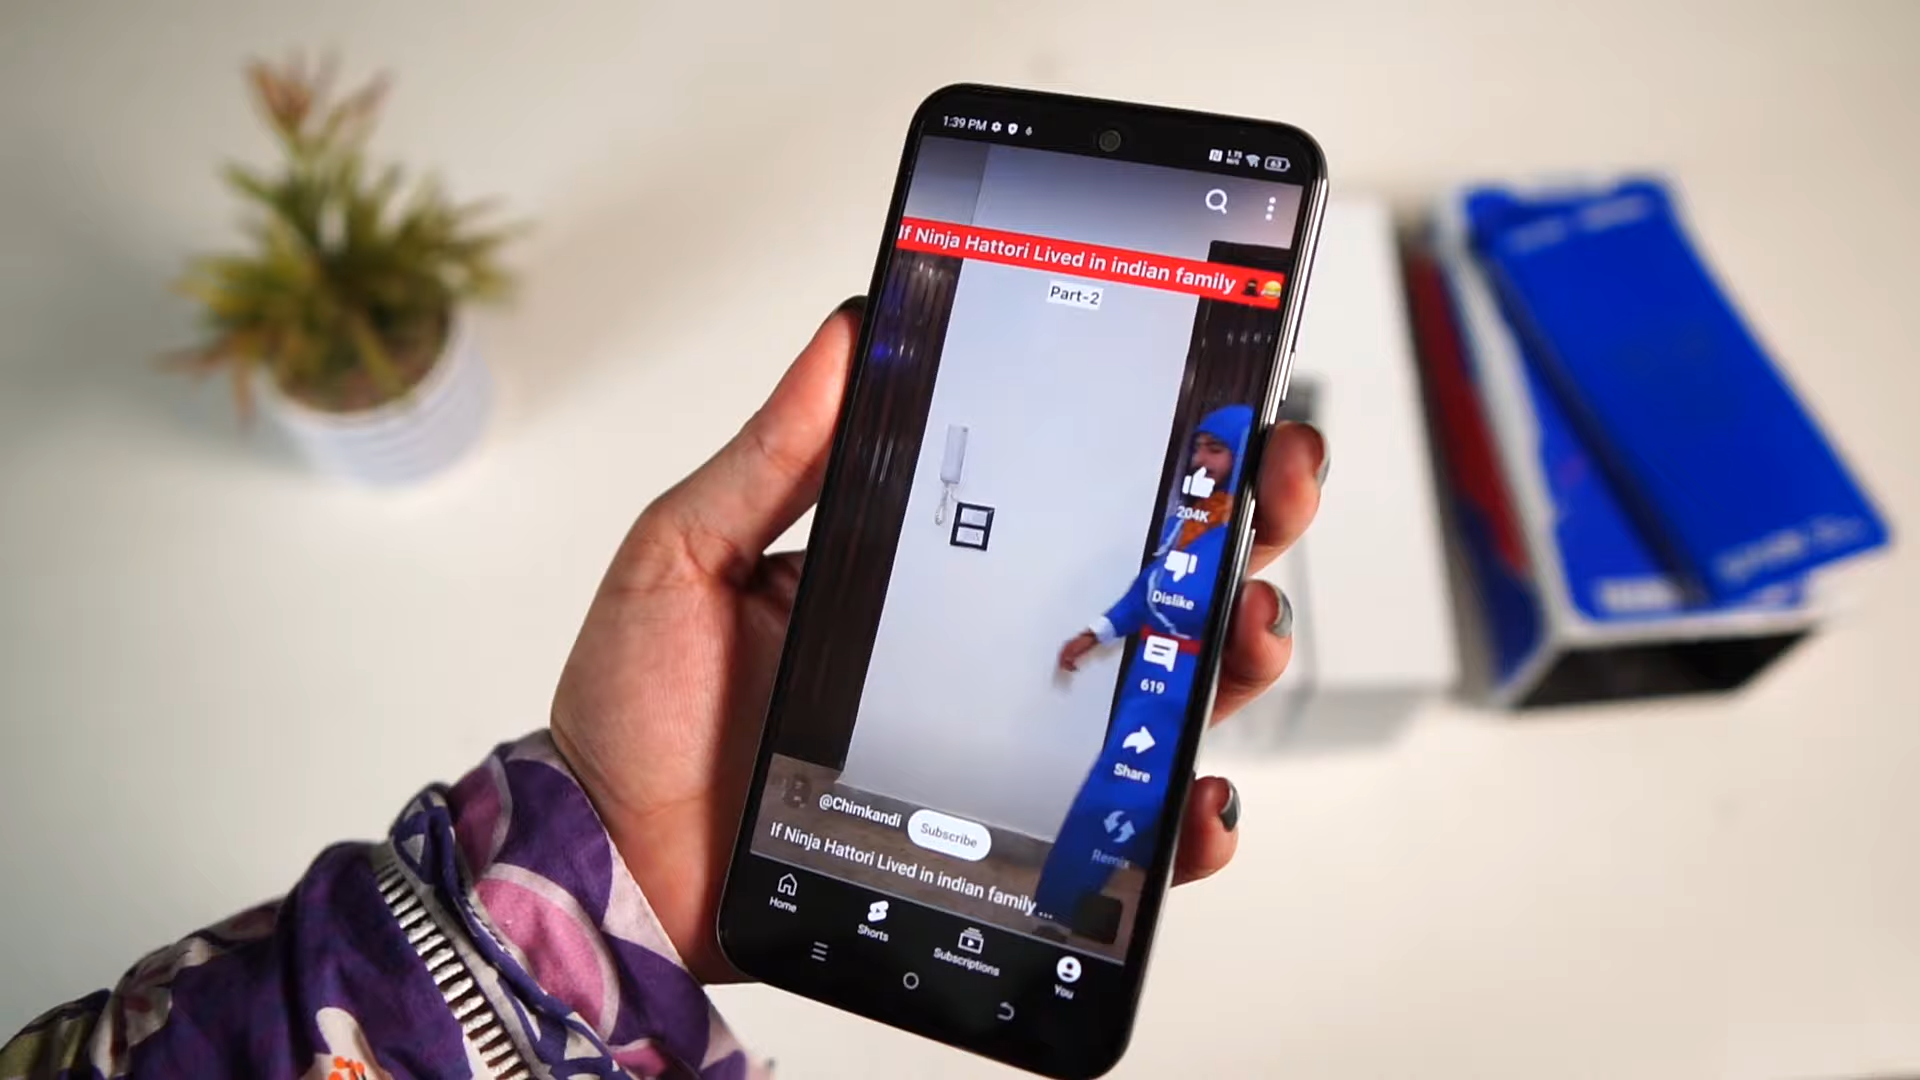 1:39 PM
63
If Ninja Hattori Lived in indian family
Part-2
204K
Dislike
619
Share
Remix
@Chimkandi
Subscribe
If Ninja Hattori Lived in indian family ...
Home
Shorts
Subscriptions
You